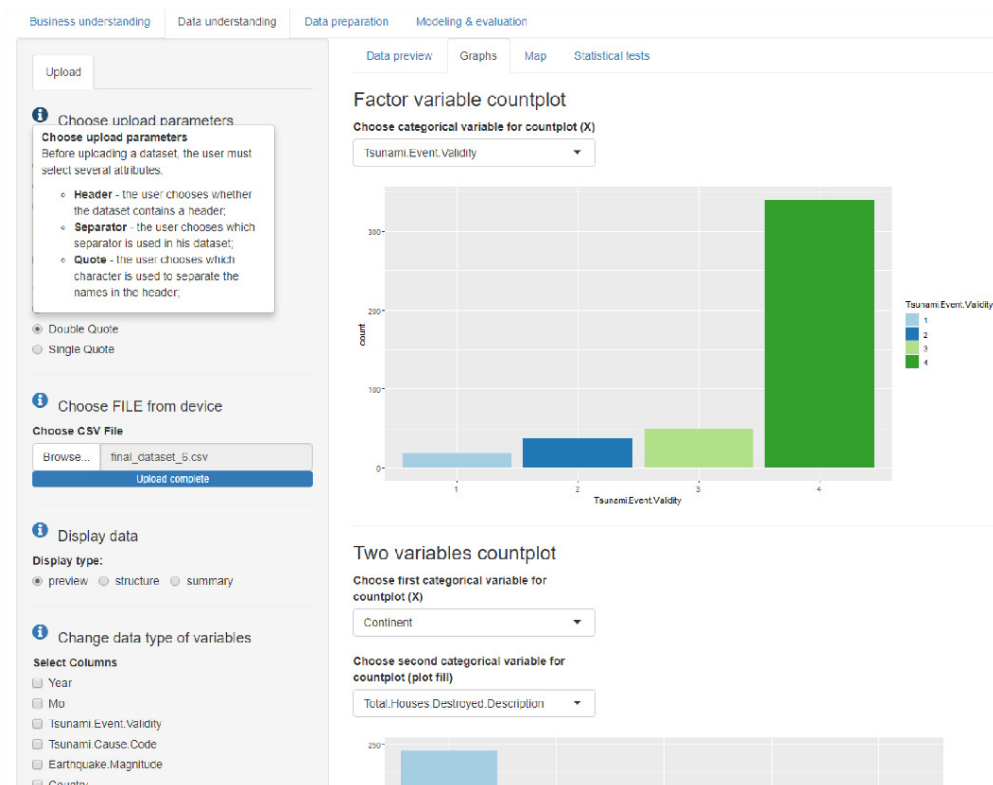 Business understanding
Data understanding
Data preparation
Modeling & evaluation
Upload
Choose upload parameters
Choose upload parameters
Before uploading a dataset, the user must
select several attributes.
Header - the user chooses whether
the dataset contains a header;
Separator - the user chooses which
separator is used in his dataset;
Quote - the user chooses which
character is used to separate the
names in the header;
Double Quote
Single Quote
Choose FILE from device
Choose CSV File
Browse...
final_dataset_6.csv
Upload complete
Display data
Display type:
preview
structure
summary
Change data type of variables
Select Columns
Year
Mo
Tsunami.Event.Validity
Tsunami.Cause.Code
Earthquake.Magnitude
Country
Data preview
Graphs
Map
Statistical tests
Factor variable countplot
Choose categorical variable for countplot (X)
Tsunami.Event.Validity
300
200
100
0
count
1
2
3
4
Tsunami.Event.Validity
Tsunami.Event.Validity
1
2
3
4
Two variables countplot
Choose first categorical variable for
countplot (X)
Continent
Choose second categorical variable for
countplot (plot fill)
Total.Houses.Destroyed.Description
250